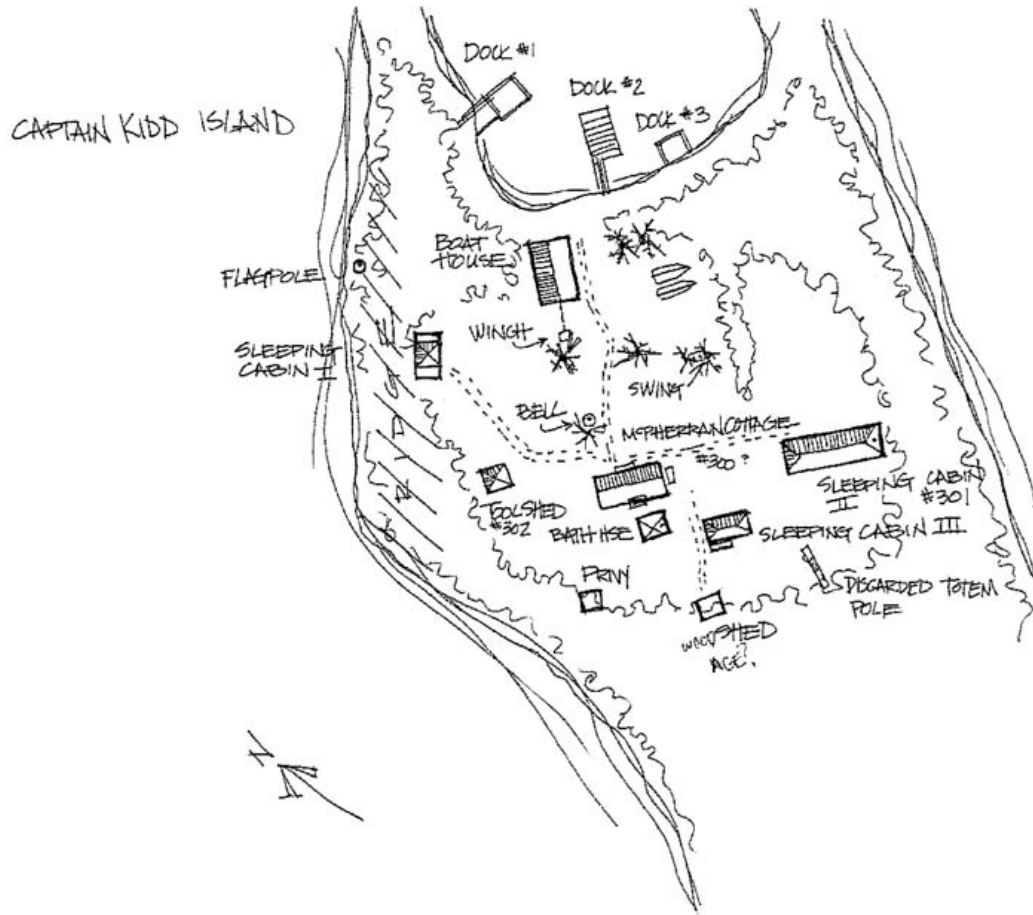 DOCK #1
DOCK #2
DOCK #3
CAPTAIN KIDD ISLAND
BOAT
HOUSE
FLAGPOLE
WINCH
SLEEPING
CABIN I
SWING
BELL
MCPHERRAN COTTAGE
#300 ?
SLEEPING CABIN
II #301
TOOLSHED
#302
BATH HSE
SLEEPING CABIN III
PRIVY
DISCARDED TOTEM
POLE
WOODSHED
AGE?
N